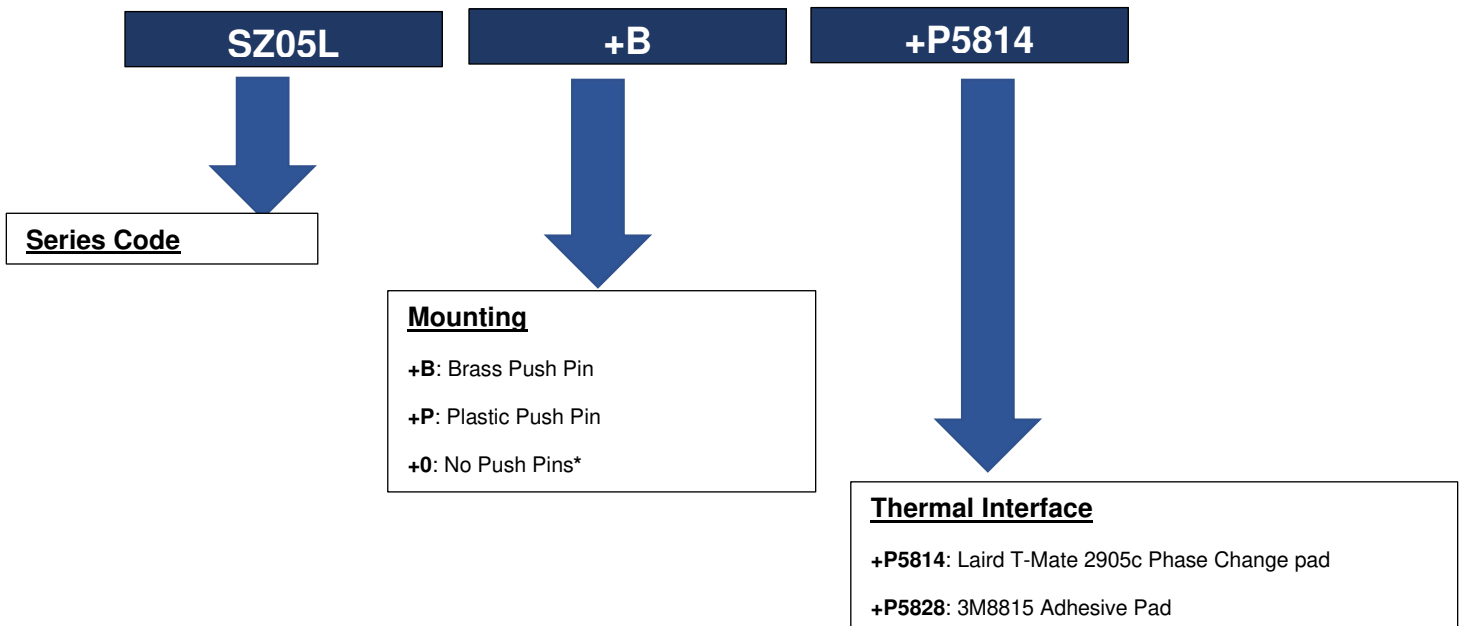 SZ05L +B +P5814
Series Code
Mounting
+B: Brass Push Pin
+P: Plastic Push Pin
+0: No Push Pins*
Thermal Interface
+P5814: Laird T-Mate 2905c Phase Change pad
+P5828: 3M8815 Adhesive Pad